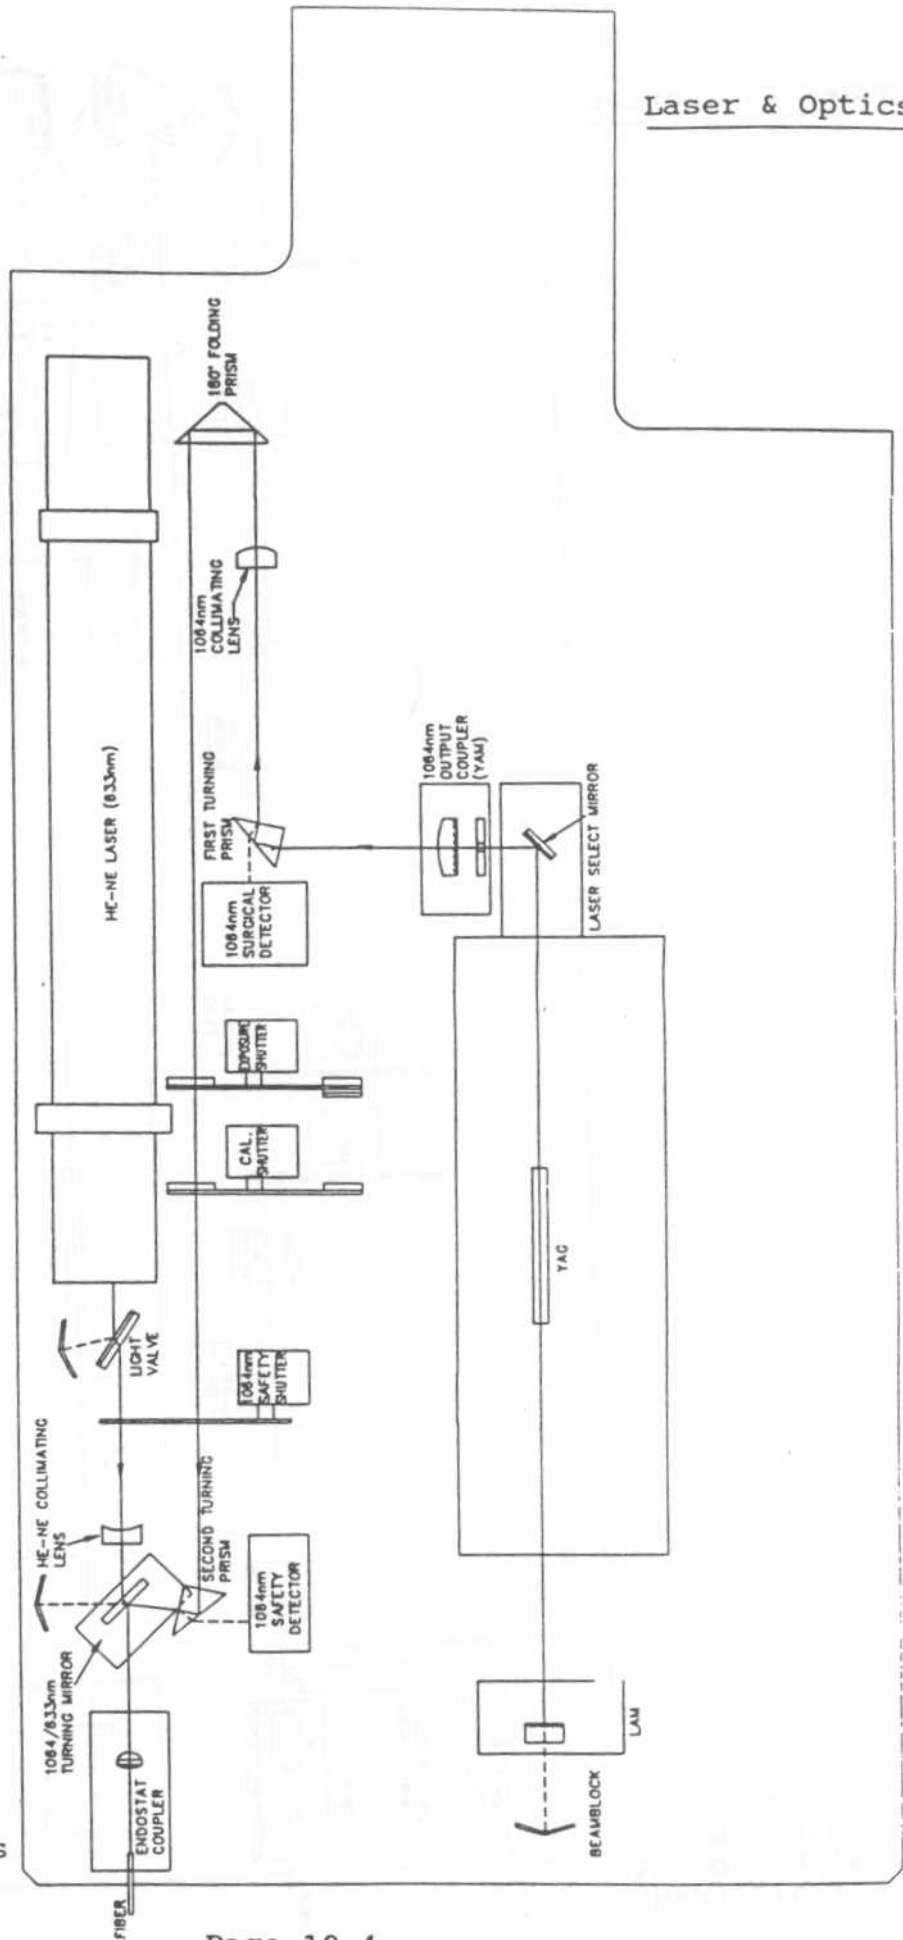 Laser & Optics
180° FOLDING
PRISM
1064nm
COLLIMATING
LENS
HE-NE LASER (633nm)
FIRST TURNING
PRISM
1064nm
OUTPUT
COUPLER
(YAM)
LASER SELECT MIRROR
1064nm
SURGICAL
DETECTOR
EXPOSURE
SHUTTER
CAL.
SHUTTER
YAG
LIGHT
VALVE
1064nm
SAFETY
SHUTTER
HE-NE COLLIMATING
LENS
SECOND TURNING
PRISM
1064nm
SAFETY
DETECTOR
1064/633nm
TURNING MIRROR
LAM
ENDOSTAT
COUPLER
BEAMBLOCK
FIBER